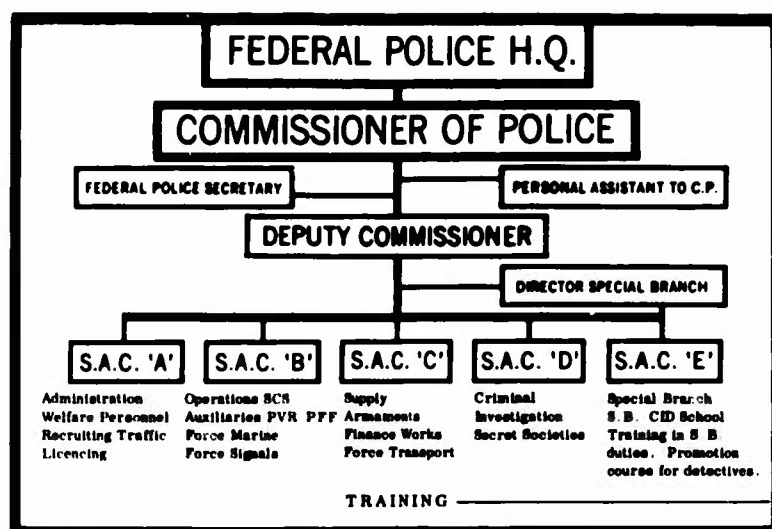 FEDERAL POLICE H.Q.
COMMISSIONER OF POLICE
FEDERAL POLICE SECRETARY
PERSONAL ASSISTANT TO C.P.
DEPUTY COMMISSIONER
DIRECTOR SPECIAL BRANCH
S.A.C. 'A'
Administration
Welfare Personnel
Recruiting Traffic
Licencing
S.A.C. 'B'
Operations SCS
Auxiliaries PVR PFF
Force Marine
Force Signals
S.A.C. 'C'
Supply
Armaments
Finance Works
Force Transport
S.A.C. 'D'
Criminal
Investigation
Secret Societies
S.A.C. 'E'
Special Branch
S.B. CID School
Training in S B
duties. Promotion
course for detectives.
TRAINING